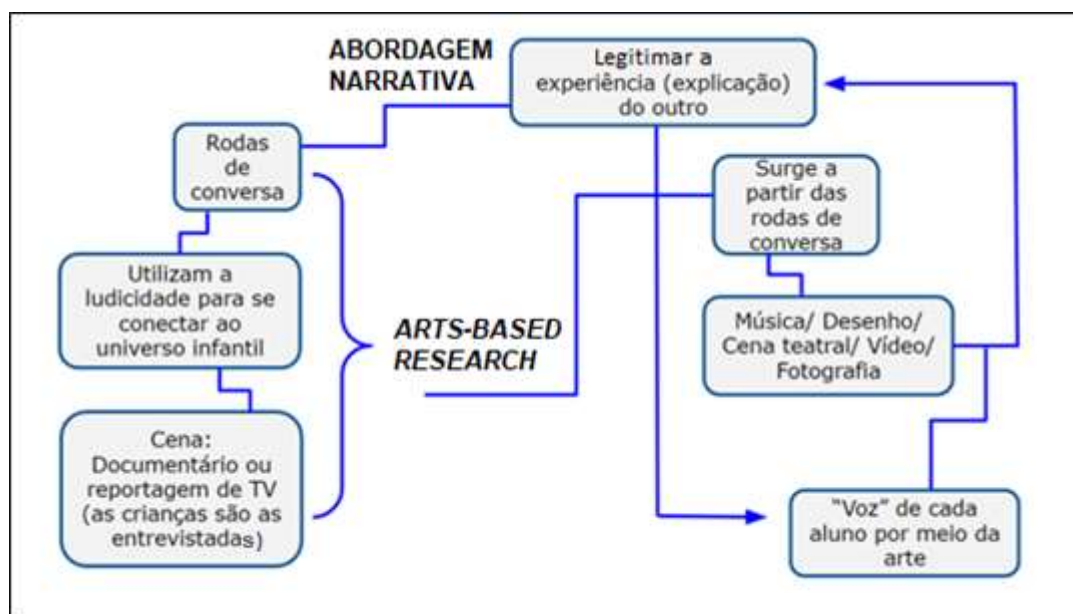 ABORDAGEM
NARRATIVA
Legitimar a
experiência (explicação)
do outro
Rodas
de
conversa
Surge a
partir das
rodas de
conversa
Utilizam a
ludicidade para se
conectar ao
universo infantil
ARTS-BASED
RESEARCH
Música/ Desenho/
Cena teatral/ Vídeo/
Fotografia
Cena:
Documentário ou
reportagem de TV
(as crianças são as
entrevistadas)
“Voz” de cada
aluno por meio da
arte